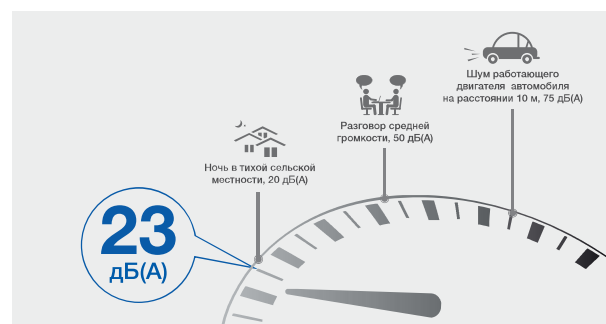 Шум работающего
двигателя автомобиля
на расстоянии 10 м, 75 дБ(А)
Разговор средней
громкости, 50 дБ(А)
Ночь в тихой сельской
местности, 20 дБ(А)
23
дБ(А)